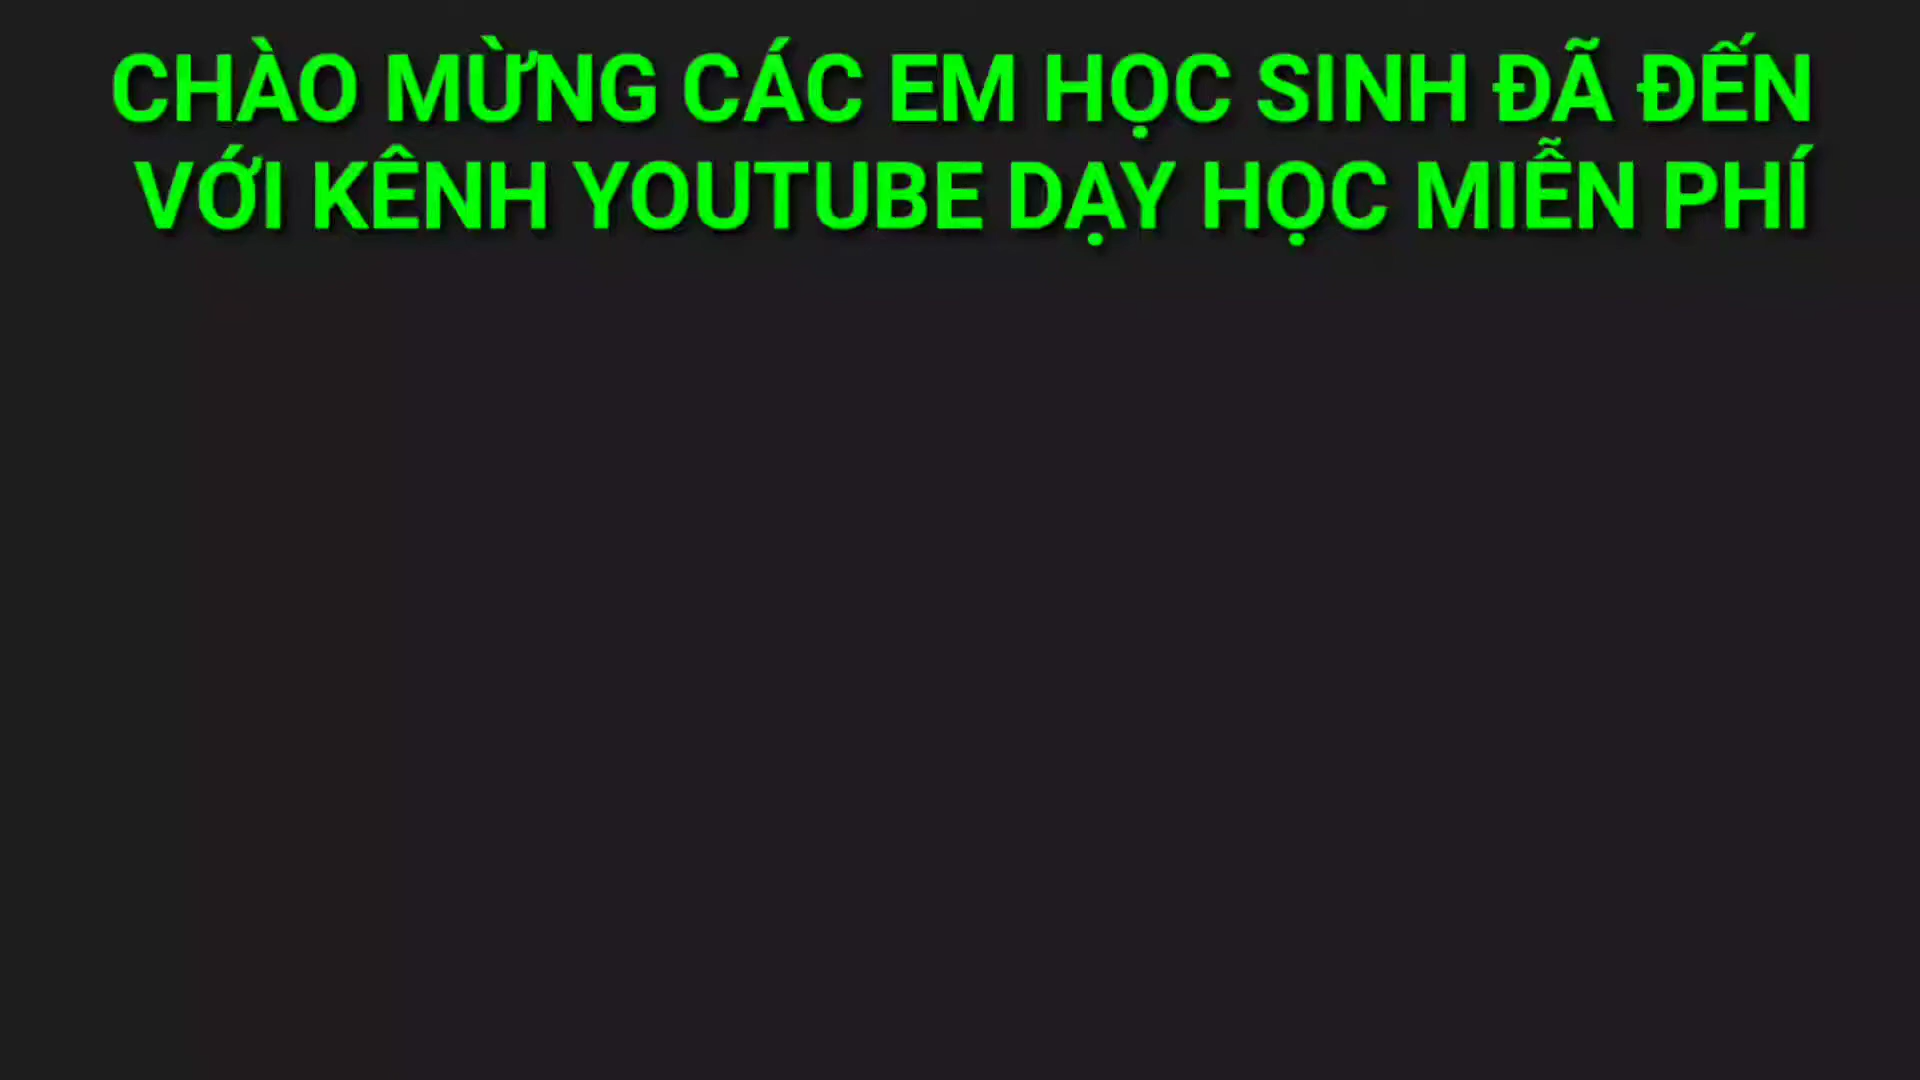 CHÀO MỪNG CÁC EM HỌC SINH ĐÃ ĐẾN
VỚI KÊNH YOUTUBE DẠY HỌC MIỄN PHÍ